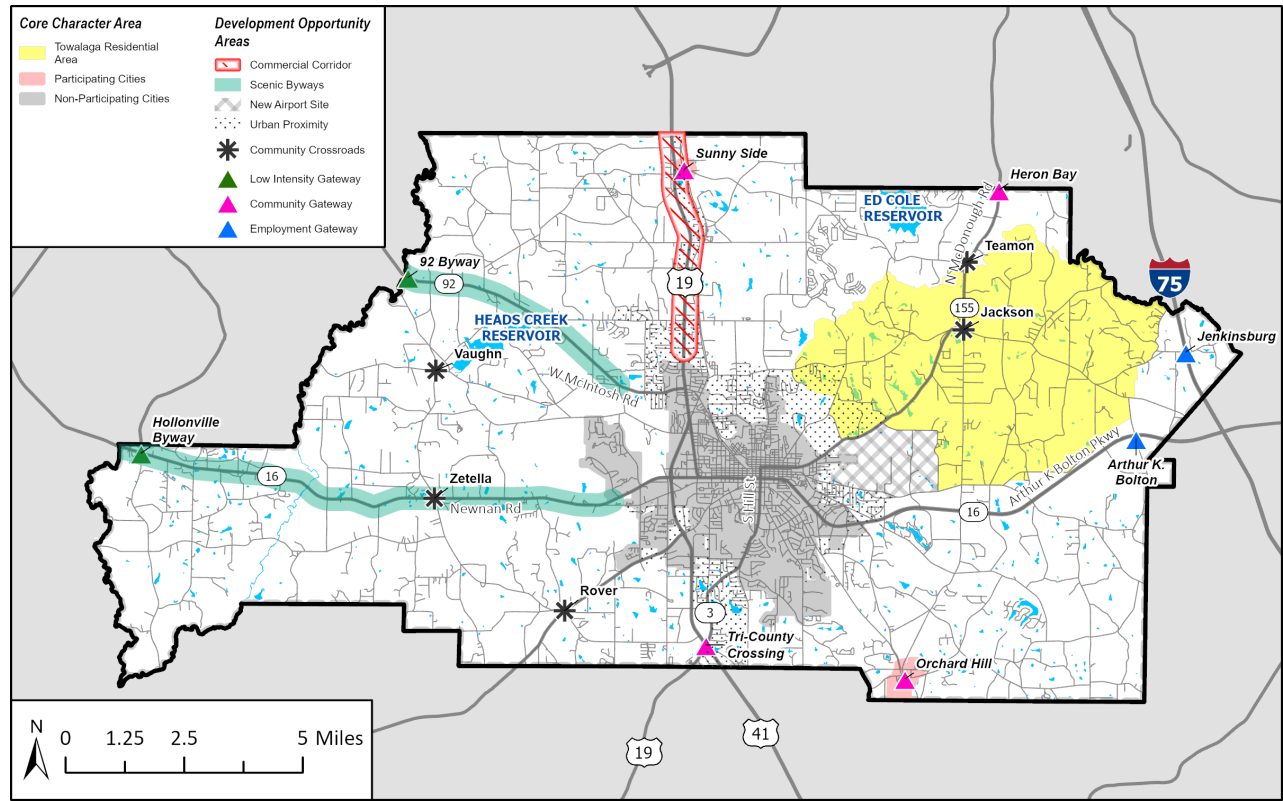 Core Character Area
Towalaga Residential
Area
Participating Cities
Non-Participating Cities
Development Opportunity
Areas
Commercial Corridor
Scenic Byways
New Airport Site
Urban Proximity
Community Crossroads
Low Intensity Gateway
Community Gateway
Employment Gateway
Sunny Side
Heron Bay
ED COLE
RESERVOIR
N McDonough Rd
Teamon
92 Byway
92
19
75
155
Jackson
HEADS CREEK
RESERVOIR
Jenkinsburg
Vaughn
W McIntosh Rd
Hollonville
Byway
16
Zetella
Newnan Rd
S Hill St
Arthur K Bolton Pkwy
Arthur K.
Bolton
16
Rover
3
Tri-County
Crossing
Orchard Hill
N
0 1.25 2.5 5 Miles
19
41